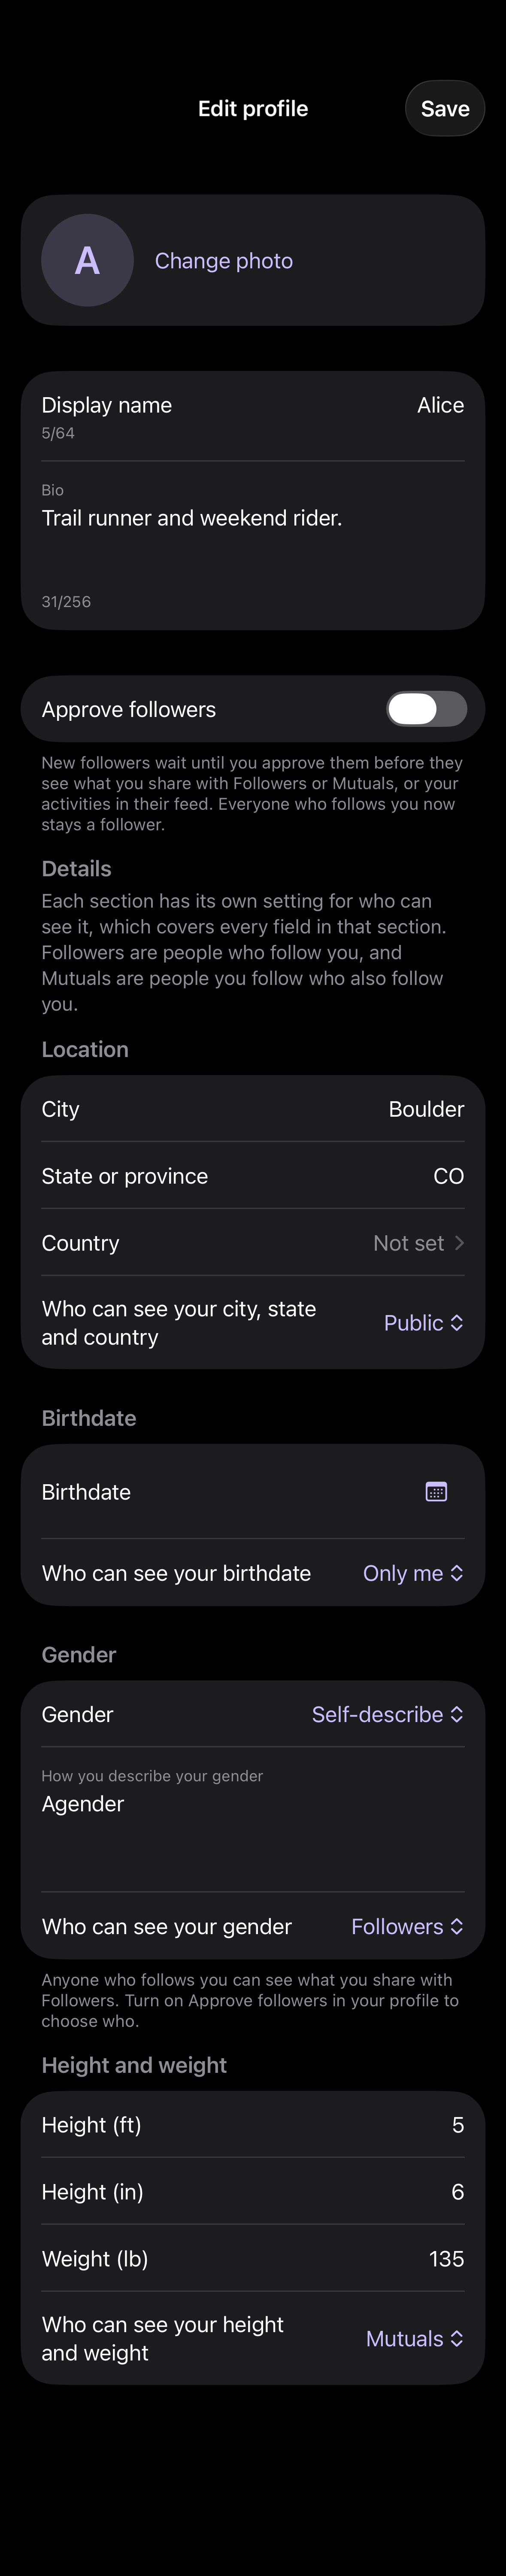 Edit profile
Save
A
Change photo
Display name
Alice
5/64
Bio
Trail runner and weekend rider.
31/256
Approve followers
New followers wait until you approve them before they
see what you share with Followers or Mutuals, or your
activities in their feed. Everyone who follows you now
stays a follower.
Details
Each section has its own setting for who can
see it, which covers every field in that section.
Followers are people who follow you, and
Mutuals are people you follow who also follow
you.
Location
City
Boulder
State or province
CO
Country
Not set
Who can see your city, state
and country
Public
Birthdate
Birthdate
Who can see your birthdate
Only me
Gender
Gender
Self-describe
How you describe your gender
Agender
Who can see your gender
Followers
Anyone who follows you can see what you share with
Followers. Turn on Approve followers in your profile to
choose who.
Height and weight
Height (ft)
5
Height (in)
6
Weight (lb)
135
Who can see your height
and weight
Mutuals